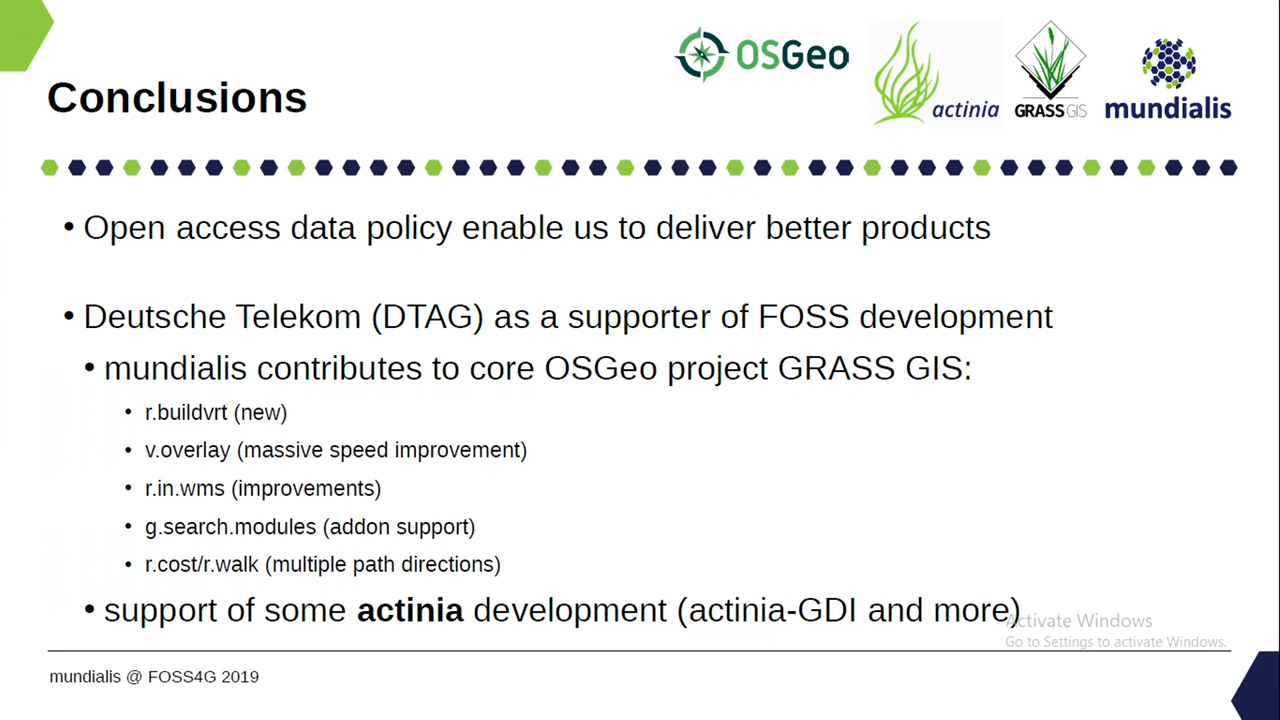 OSGeo
actinia
GRASS GIS
mundialis
Conclusions
• Open access data policy enable us to deliver better products
• Deutsche Telekom (DTAG) as a supporter of FOSS development
• mundialis contributes to core OSGeo project GRASS GIS:
• r.buildvrt (new)
• v.overlay (massive speed improvement)
• r.in.wms (improvements)
• g.search.modules (addon support)
• r.cost/r.walk (multiple path directions)
• support of some actinia development (actinia-GDI and more)
Activate Windows
Go to Settings to activate Windows.
mundialis @ FOSS4G 2019